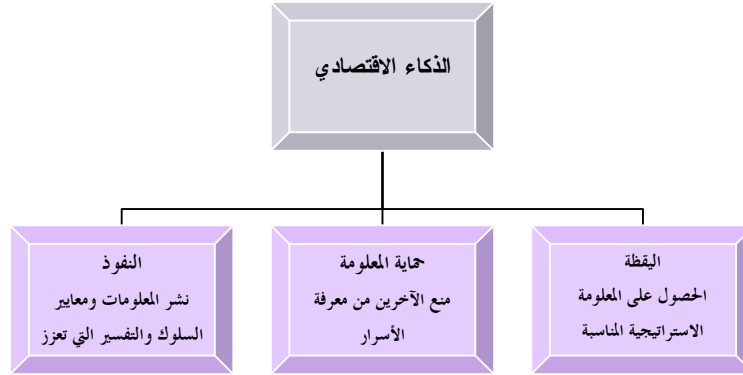 الذكاء الاقتصادي
اليقظة
الحصول على المعلومة
الاستراتيجية المناسبة
حماية المعلومة
منع الآخرين من معرفة
الأسرار
النفوذ
نشر المعلومات ومعايير
السلوك والتفسير التي تعزز